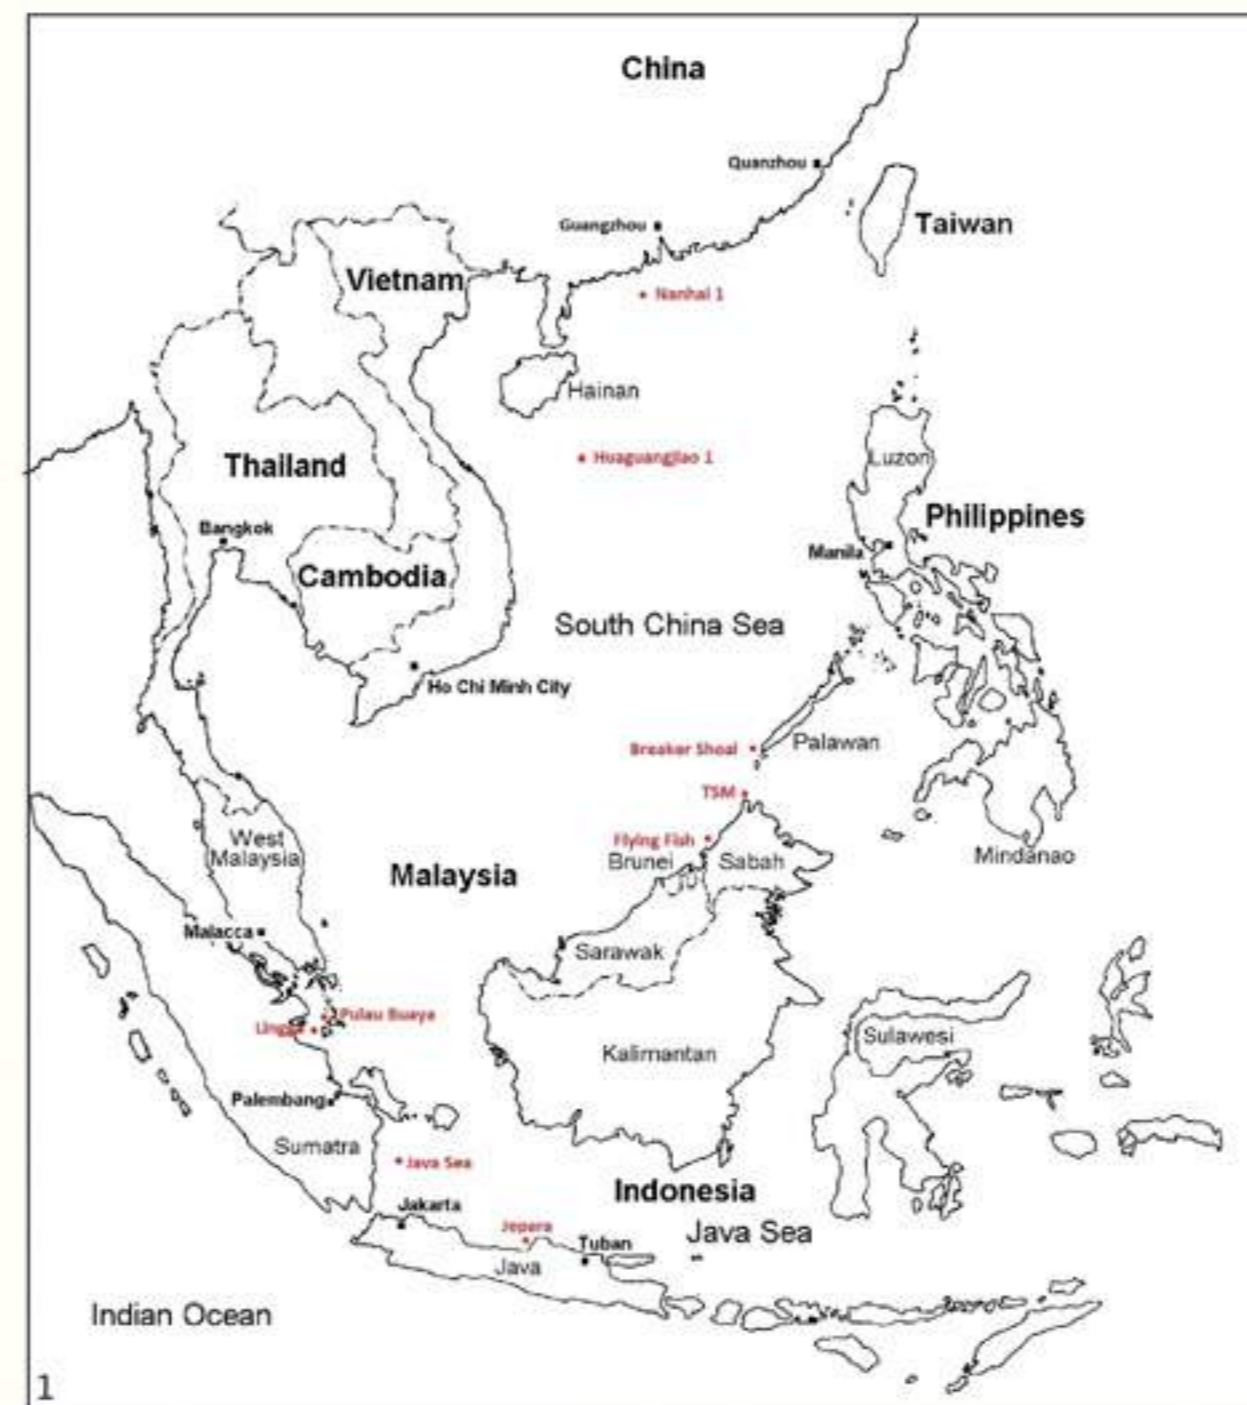 China
Quanzhou
Guangzhou
Taiwan
Vietnam
Nanhai 1
Hainan
Thailand
Huaguangjiao 1
Luzon
Bangkok
Philippines
Manila
Cambodia
South China Sea
Ho Chi Minh City
Breaker Shoal
Palawan
TSM
West
Malaysia
Flying Fish
Brunei
Sabah
Mindanao
Malaysia
Malacca
Sarawak
Pulau Buaya
Lingga
Sulawesi
Kalimantan
Palembang
Sumatra
Java Sea
Indonesia
Jakarta
Jepara
Tuban
Java Sea
Java
Indian Ocean
1